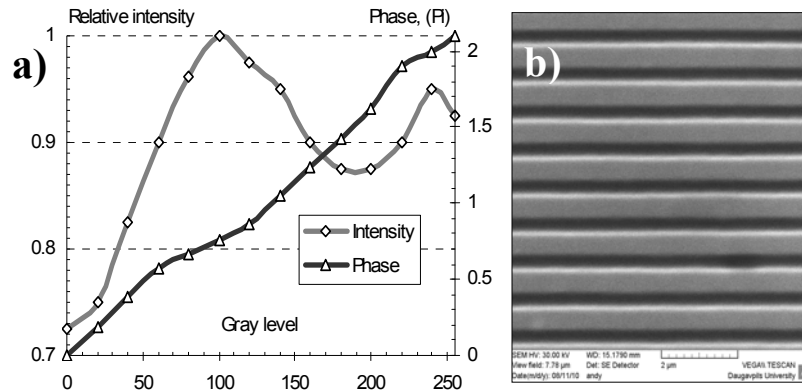 Relative intensity
Phase, (PI)
a)
1
0.9
0.8
0.7
2
1.5
1
0.5
0
Intensity
Phase
Gray level
0 50 100 150 200 250
b)
SEM HV: 30.00 kV WD: 15.1790 mm
View field: 7.78 µm Det: SE Detector 2 µm VEGA\\ TESCAN
Date(m/d/y): 08/11/10 andy Daugavpils University